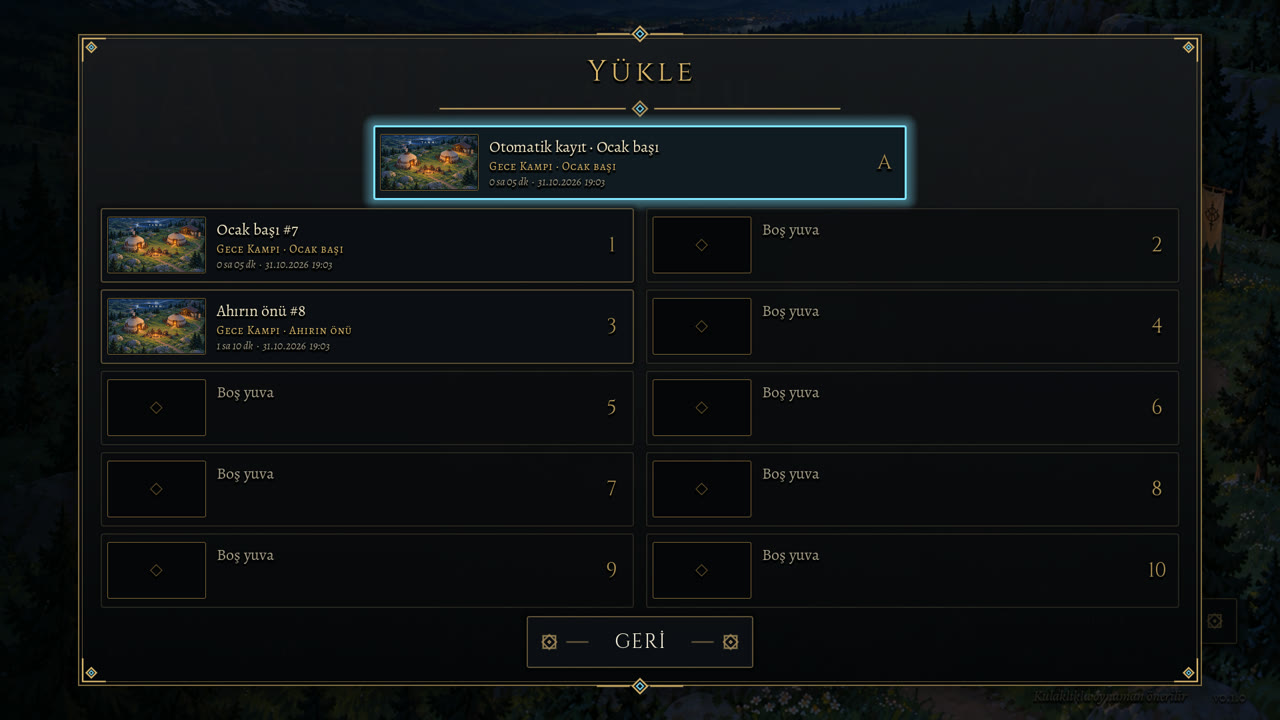 Yükle
Otomatik kayıt · Ocak başı
Gece Kampı · Ocak başı
0 sa 05 dk - 31.10.2026 19:03
A
Ocak başı #7
Gece Kampı · Ocak başı
0 sa 05 dk - 31.10.2026 19:03
1
Boş yuva
2
Ahırın önü #8
Gece Kampı · Ahırın önü
1 sa 10 dk - 31.10.2026 19:03
3
Boş yuva
4
Boş yuva
5
Boş yuva
6
Boş yuva
7
Boş yuva
8
Boş yuva
9
Boş yuva
10
GERİ
Kulaklıkla oynaman önerilir